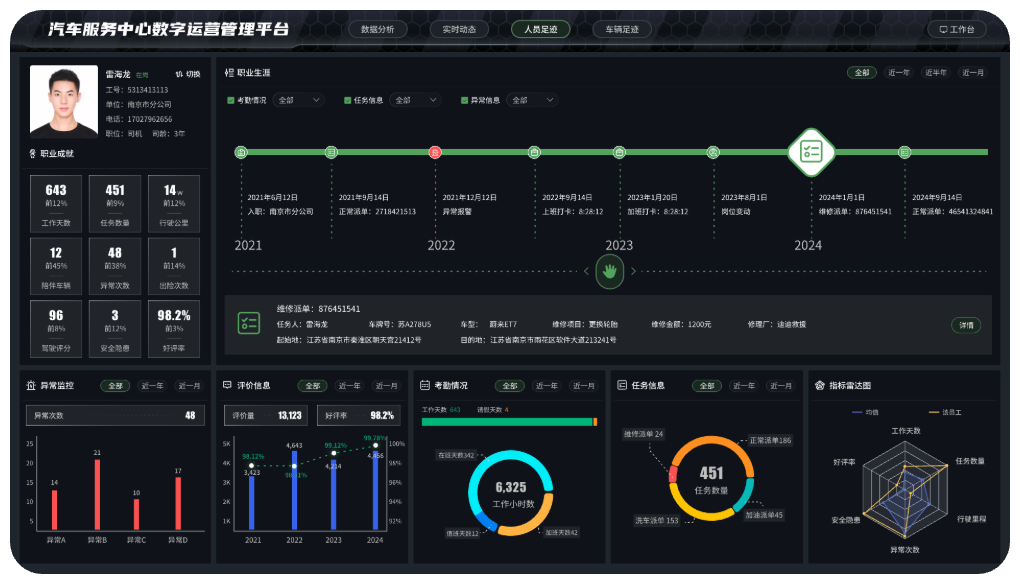 汽车服务中心数字运营管理平台
数据分析 实时动态 人员足迹 车辆足迹 工作台
雷海龙 在岗 切换
工号：5313413113
单位：南京市分公司
电话：17027962656
职位：司机 司龄：3年
职业成就
643 451 14w
前12% 前9% 前12%
工作天数 任务数量 行驶公里
12 48 1
前45% 前38% 前14%
陪伴车辆 异常次数 出险次数
96 3 98.2%
前8% 前12% 前3%
驾驶评分 安全隐患 好评率
职业生涯 全部 近一年 近半年 近一月
考勤情况 全部 任务信息 全部 异常信息 全部
2021年6月12日 2021年9月14日 2021年12月12日 2022年9月14日 2023年1月20日 2023年8月1日 2024年1月1日 2024年9月14日
入职：南京市分公司 正常派单：2718421513 异常报警 上班打卡：8:28:12 加班打卡：8:28:12 岗位变动 维修派单：876451541 正常派单：46541324841
2021 2022 2023 2024
维修派单：876451541
任务人：雷海龙 车牌号：苏A278U5 车型： 蔚来ET7 维修项目：更换轮胎 维修金额：1200元 修理厂：迪迪救援
起始地：江苏省南京市秦淮区朝天宫21412号 目的地：江苏省南京市雨花区软件大道213241号
详情
异常监控 全部 近一年 近一月
异常次数 48
25
20
15
10
5
14 21 10 17
异常A 异常B 异常C 异常D
评价信息 全部 近一年 近一月
评价量 13,123 好评率 98.2%
5K 4K 3K 2K 1K
100% 98% 96% 94% 92%
98.12% 99.12% 99.78%
3,423 4,643 4,214
2021 2022 2023 2024
考勤情况 全部 近一年 近一月
工作天数 643 请假天数 4
在班天数342
6,325
工作小时数
值班天数12 加班天数42
任务信息 全部 近一年 近一月
维修派单 24 正常派单186
451
任务数量
洗车派单 153 加油派单45
指标雷达图
均值 该员工
工作天数
好评率 任务数量
安全隐患 行驶里程
异常次数